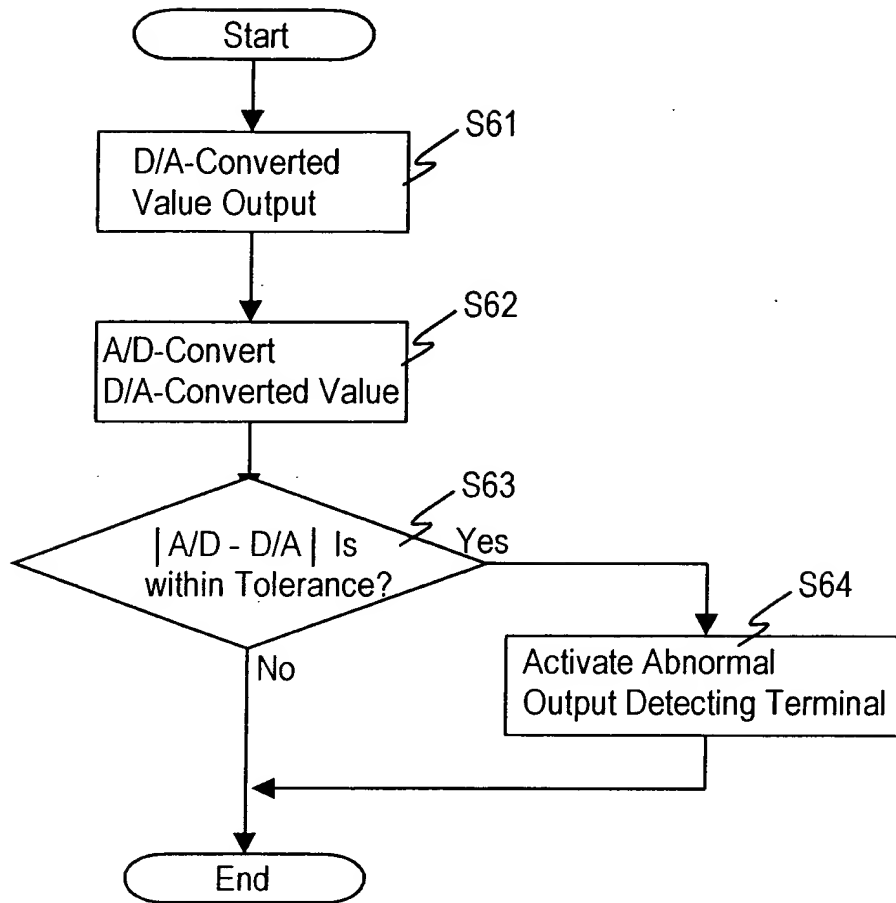 Start
S61
D/A-Converted
Value Output
S62
A/D-Convert
D/A-Converted Value
S63
| A/D - D/A | Is
within Tolerance?
Yes
No
S64
Activate Abnormal
Output Detecting Terminal
End